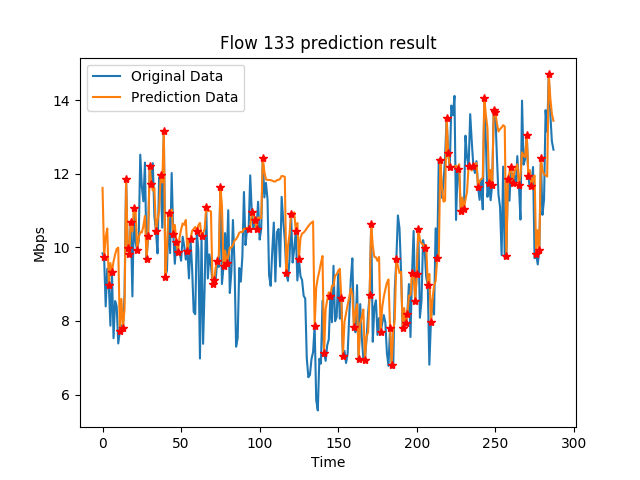 Flow 133 prediction result
Original Data
Prediction Data
Mbps
14
12
10
8
6
0 50 100 150 200 250 300
Time